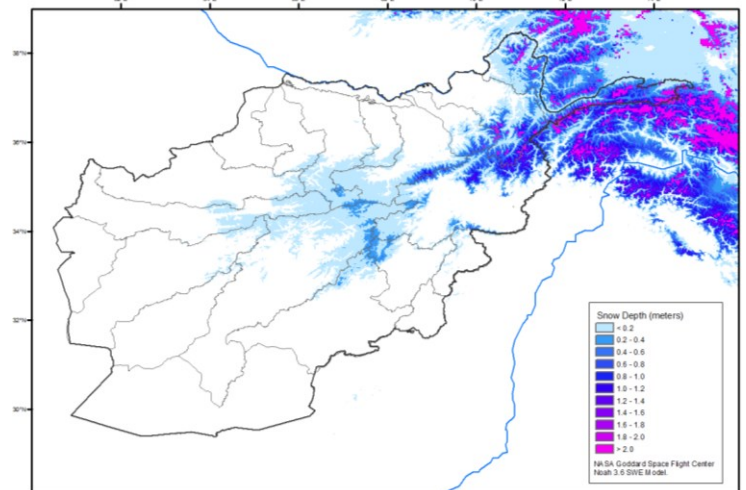 38°N
36°N
34°N
32°N
30°N
Snow Depth (meters)
< 0.2
0.2 - 0.4
0.4 - 0.6
0.6 - 0.8
0.8 - 1.0
1.0 - 1.2
1.2 - 1.4
1.4 - 1.6
1.6 - 1.8
1.8 - 2.0
> 2.0
NASA Goddard Space Flight Center
Noah 3.6 SWE Model.